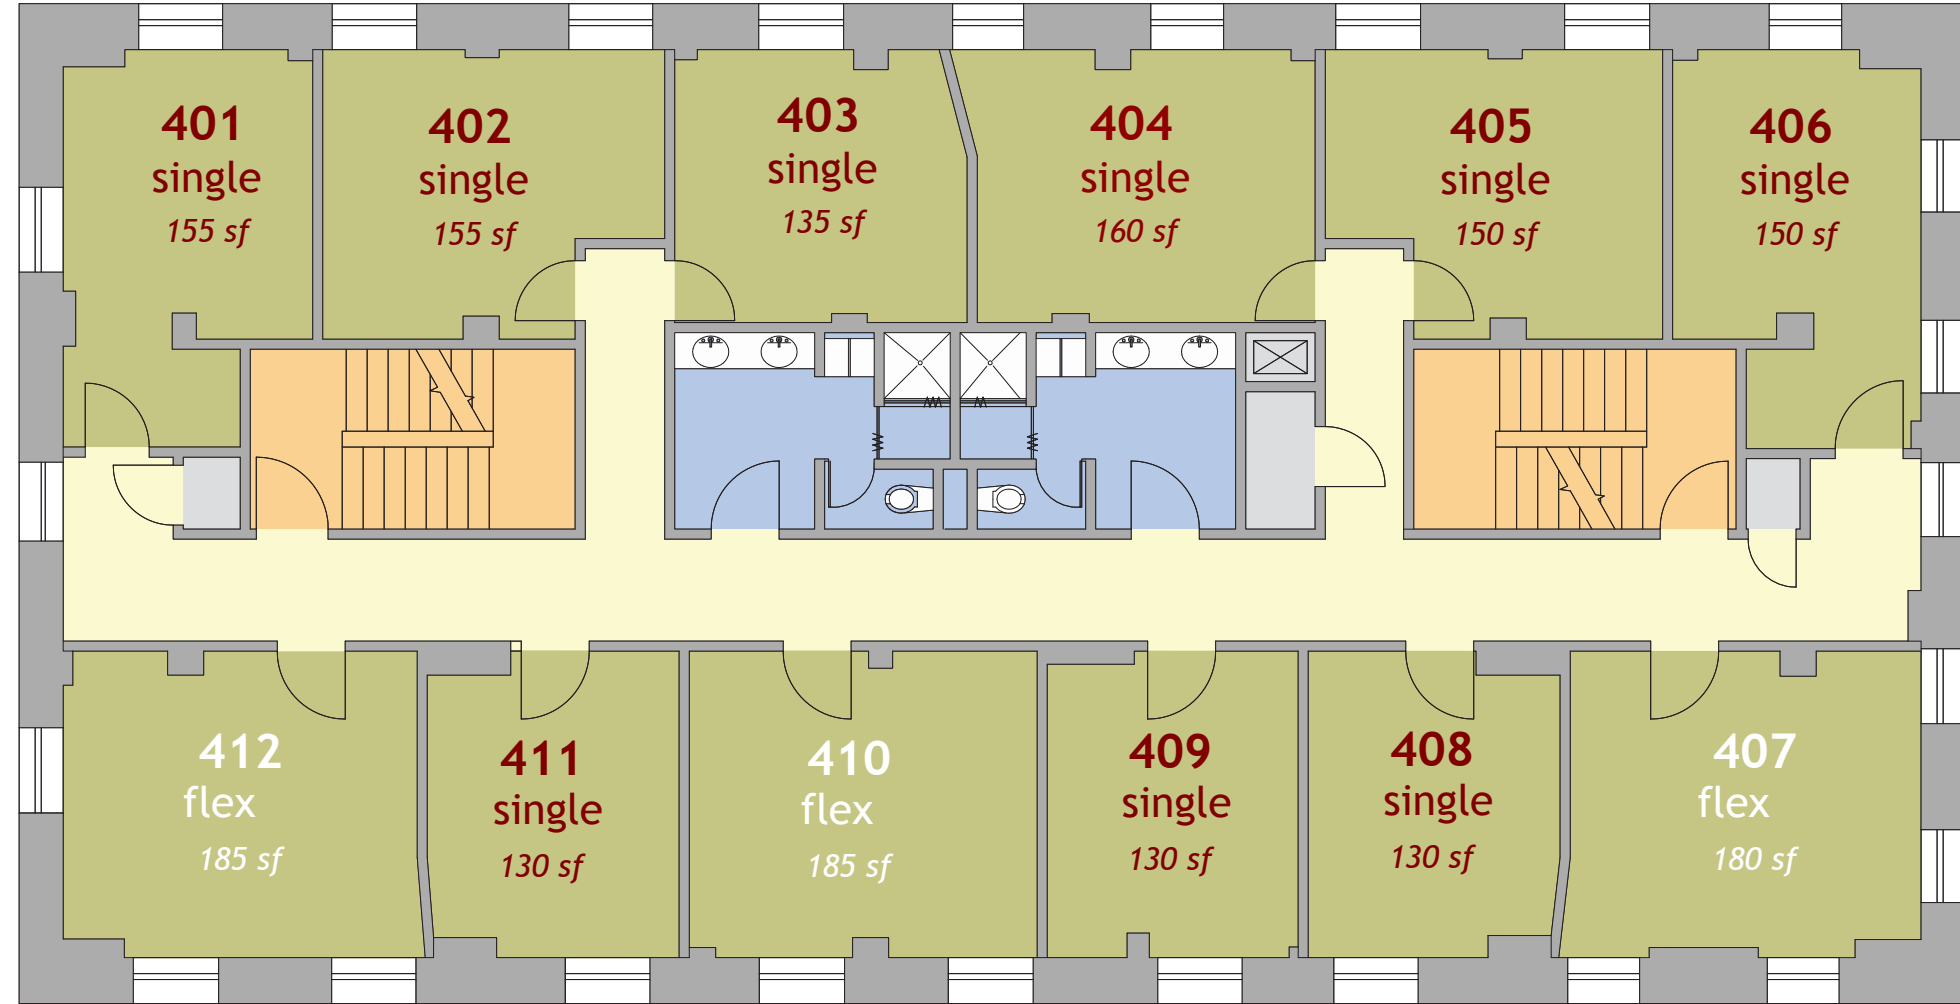 401
single
155 sf
402
single
155 sf
403
single
135 sf
404
single
160 sf
405
single
150 sf
406
single
150 sf
412
flex
185 sf
411
single
130 sf
410
flex
185 sf
409
single
130 sf
408
single
130 sf
407
flex
180 sf